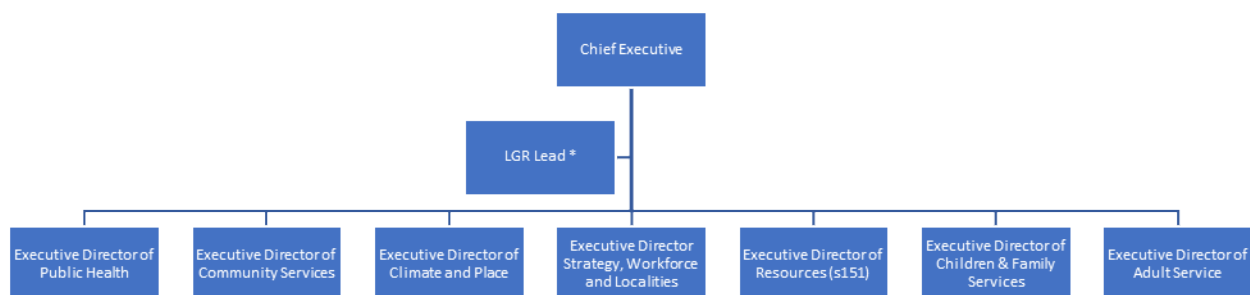 Chief Executive
LGR Lead *
Executive Director of
Public Health
Executive Director of
Community Services
Executive Director of
Climate and Place
Executive Director
Strategy, Workforce
and Localities
Executive Director of
Resources (s151)
Executive Director of
Children & Family
Services
Executive Director of
Adult Service